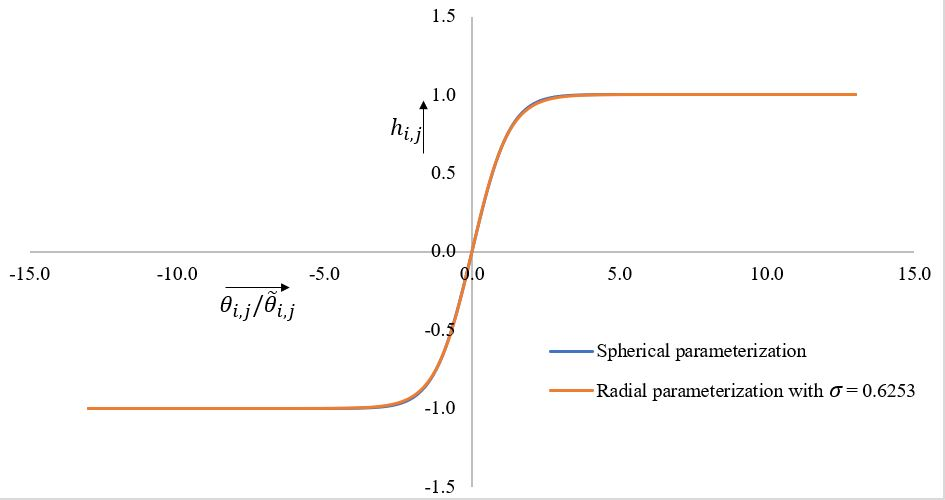 1.5
1.0
h_{i,j}
0.5
0.0
-15.0 -10.0 -5.0 0.0 5.0 10.0 15.0
θ_{i,j}/θ̃_{i,j}
-0.5
Spherical parameterization
Radial parameterization with σ = 0.6253
-1.0
-1.5